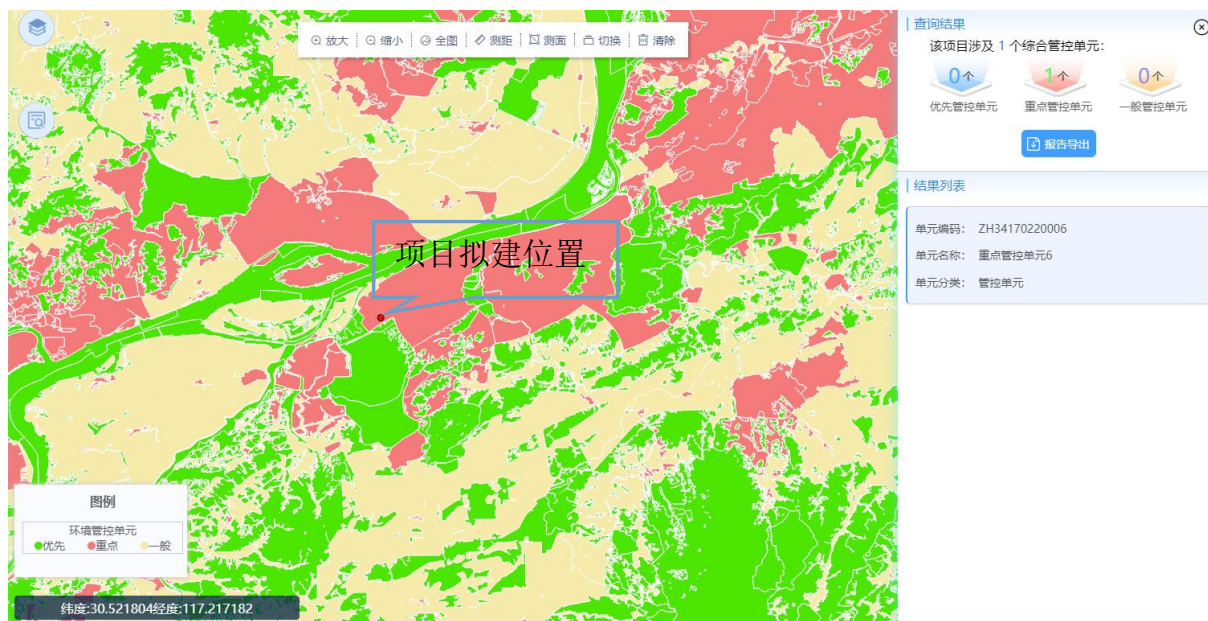 放大 缩小 全图 测距 测面 切换 清除
项目拟建位置
图例
环境管控单元
优先 重点 一般
纬度:30.521804经度:117.217182
查询结果
该项目涉及 1 个综合管控单元：
0个 1个 0个
优先管控单元 重点管控单元 一般管控单元
报告导出
结果列表
单元编码： ZH34170220006
单元名称： 重点管控单元6
单元分类： 管控单元